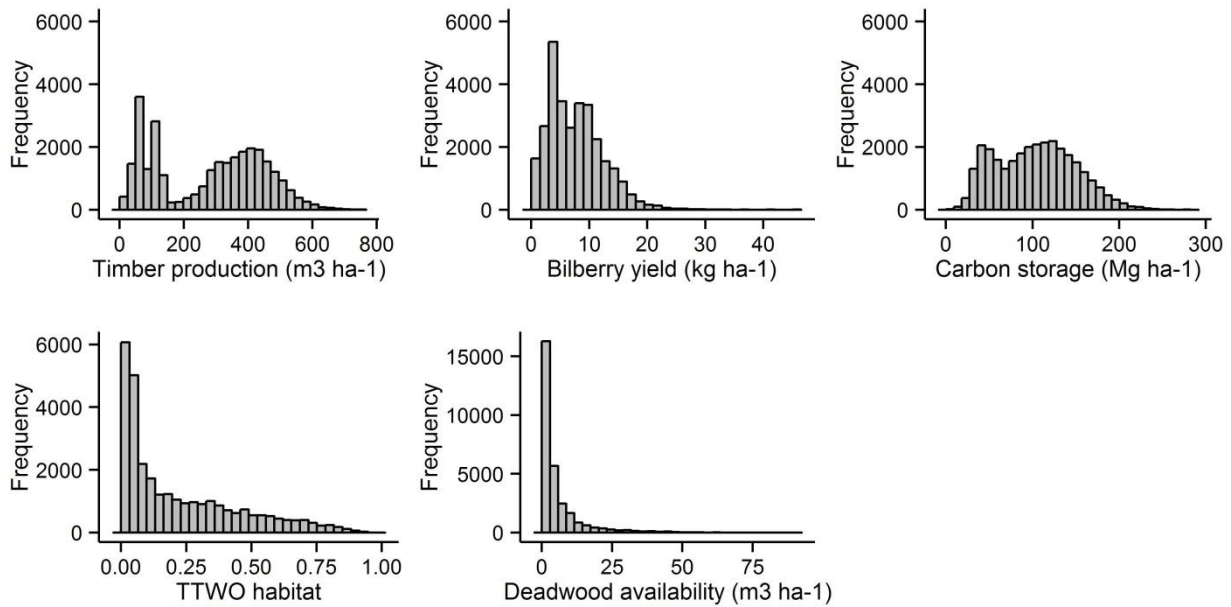 Frequency
6000
4000
2000
0
0 200 400 600 800
Timber production (m3 ha-1)
Frequency
6000
4000
2000
0
0 10 20 30 40
Bilberry yield (kg ha-1)
Frequency
6000
4000
2000
0
0 100 200 300
Carbon storage (Mg ha-1)
Frequency
6000
4000
2000
0
0.00 0.25 0.50 0.75 1.00
TTWO habitat
Frequency
15000
10000
5000
0
0 25 50 75
Deadwood availability (m3 ha-1)